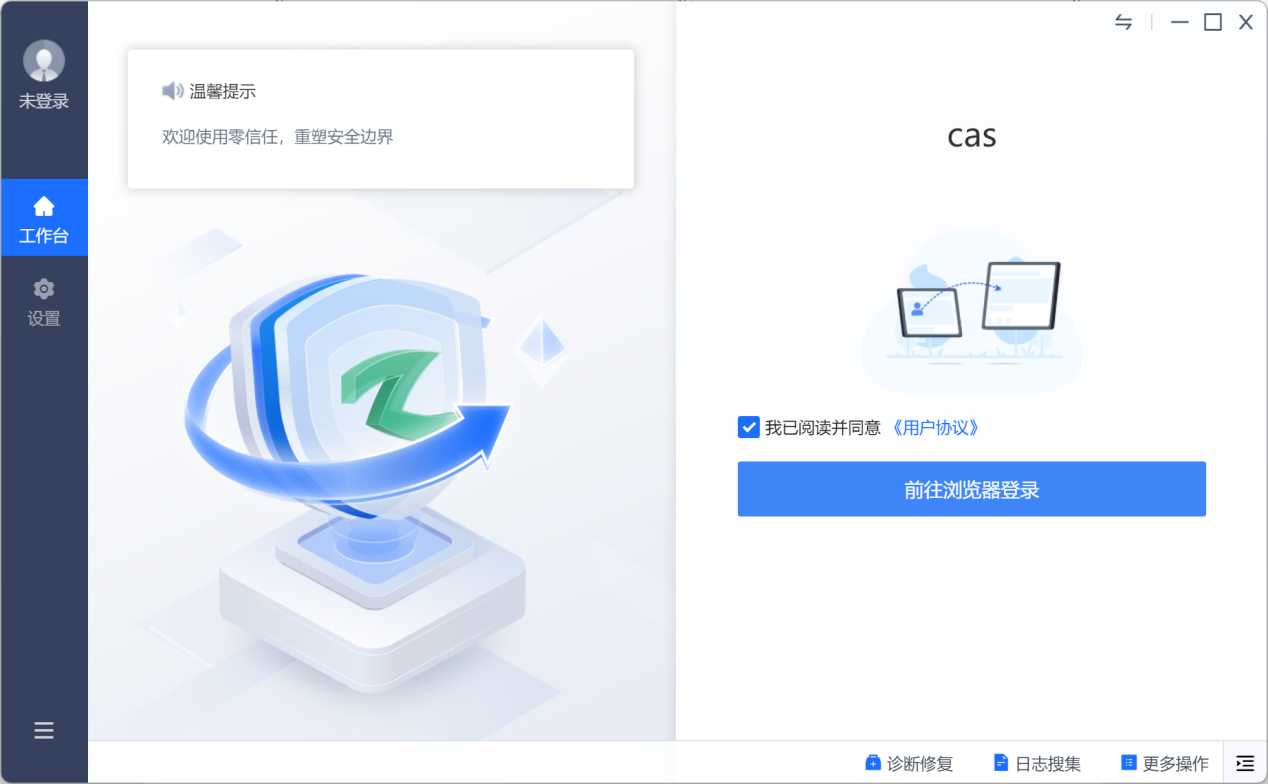 未登录
工作台
设置
温馨提示
欢迎使用零信任，重塑安全边界
cas
我已阅读并同意 《用户协议》
前往浏览器登录
诊断修复 日志搜集 更多操作